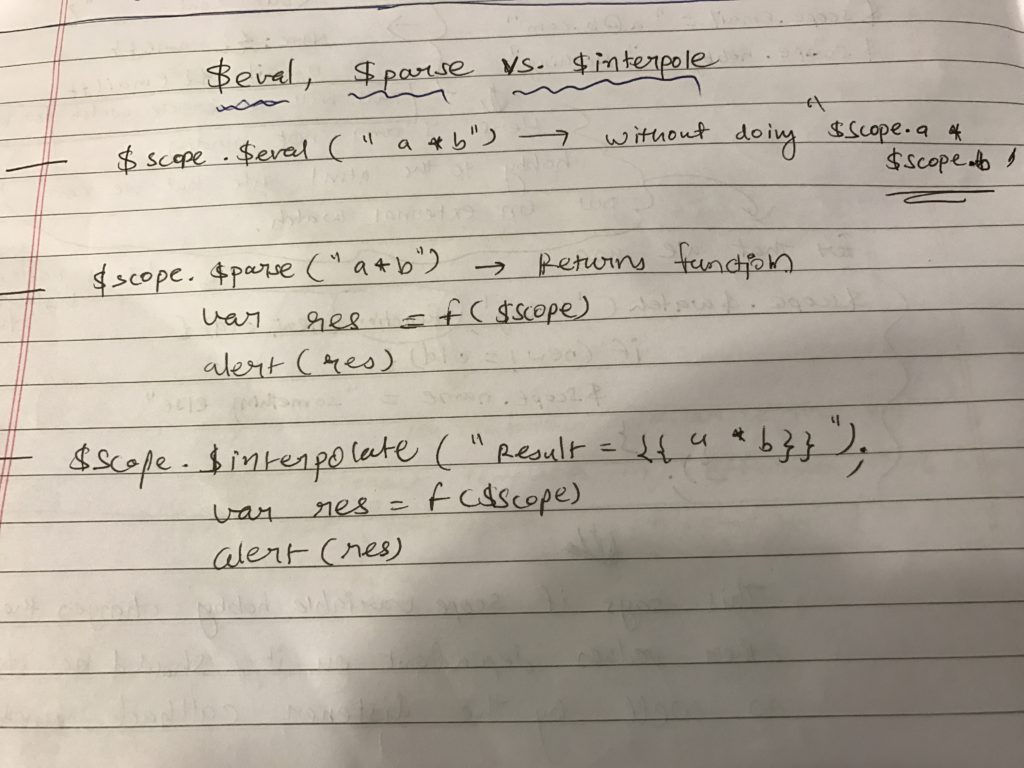 $eval, $parse vs. $interpole
— $scope.$eval ("a * b") → without doing "$scope.a *
$scope.b"
— $scope.$parse ("a * b") → Returns function
var res = f($scope)
alert (res)
— $scope.$interpolate ("Result = {{ a * b}}");
var res = f($scope)
alert (res)